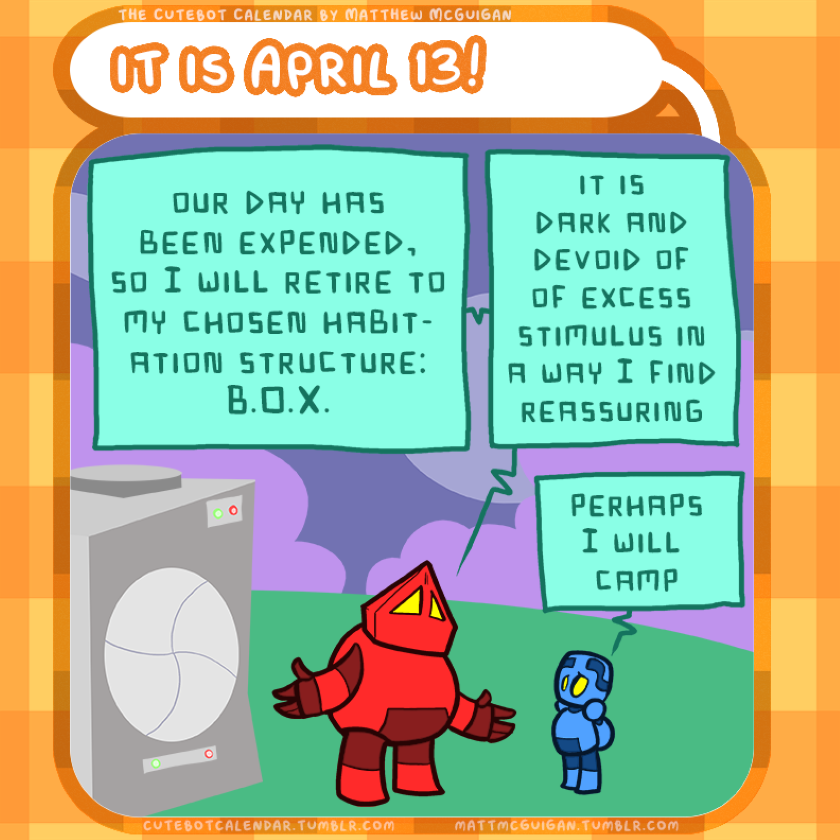 THE CUTEBOT CALENDAR BY MATTHEW MCGUIGAN
IT IS APRIL 13!
OUR DAY HAS
BEEN EXPENDED,
SO I WILL RETIRE TO
MY CHOSEN HABIT-
ATION STRUCTURE:
B.O.X.
IT IS
DARK AND
DEVOID OF
OF EXCESS
STIMULUS IN
A WAY I FIND
REASSURING
PERHAPS
I WILL
CAMP
CUTEBOTCALENDAR.TUMBLR.COM
MATTMCGUIGAN.TUMBLR.COM